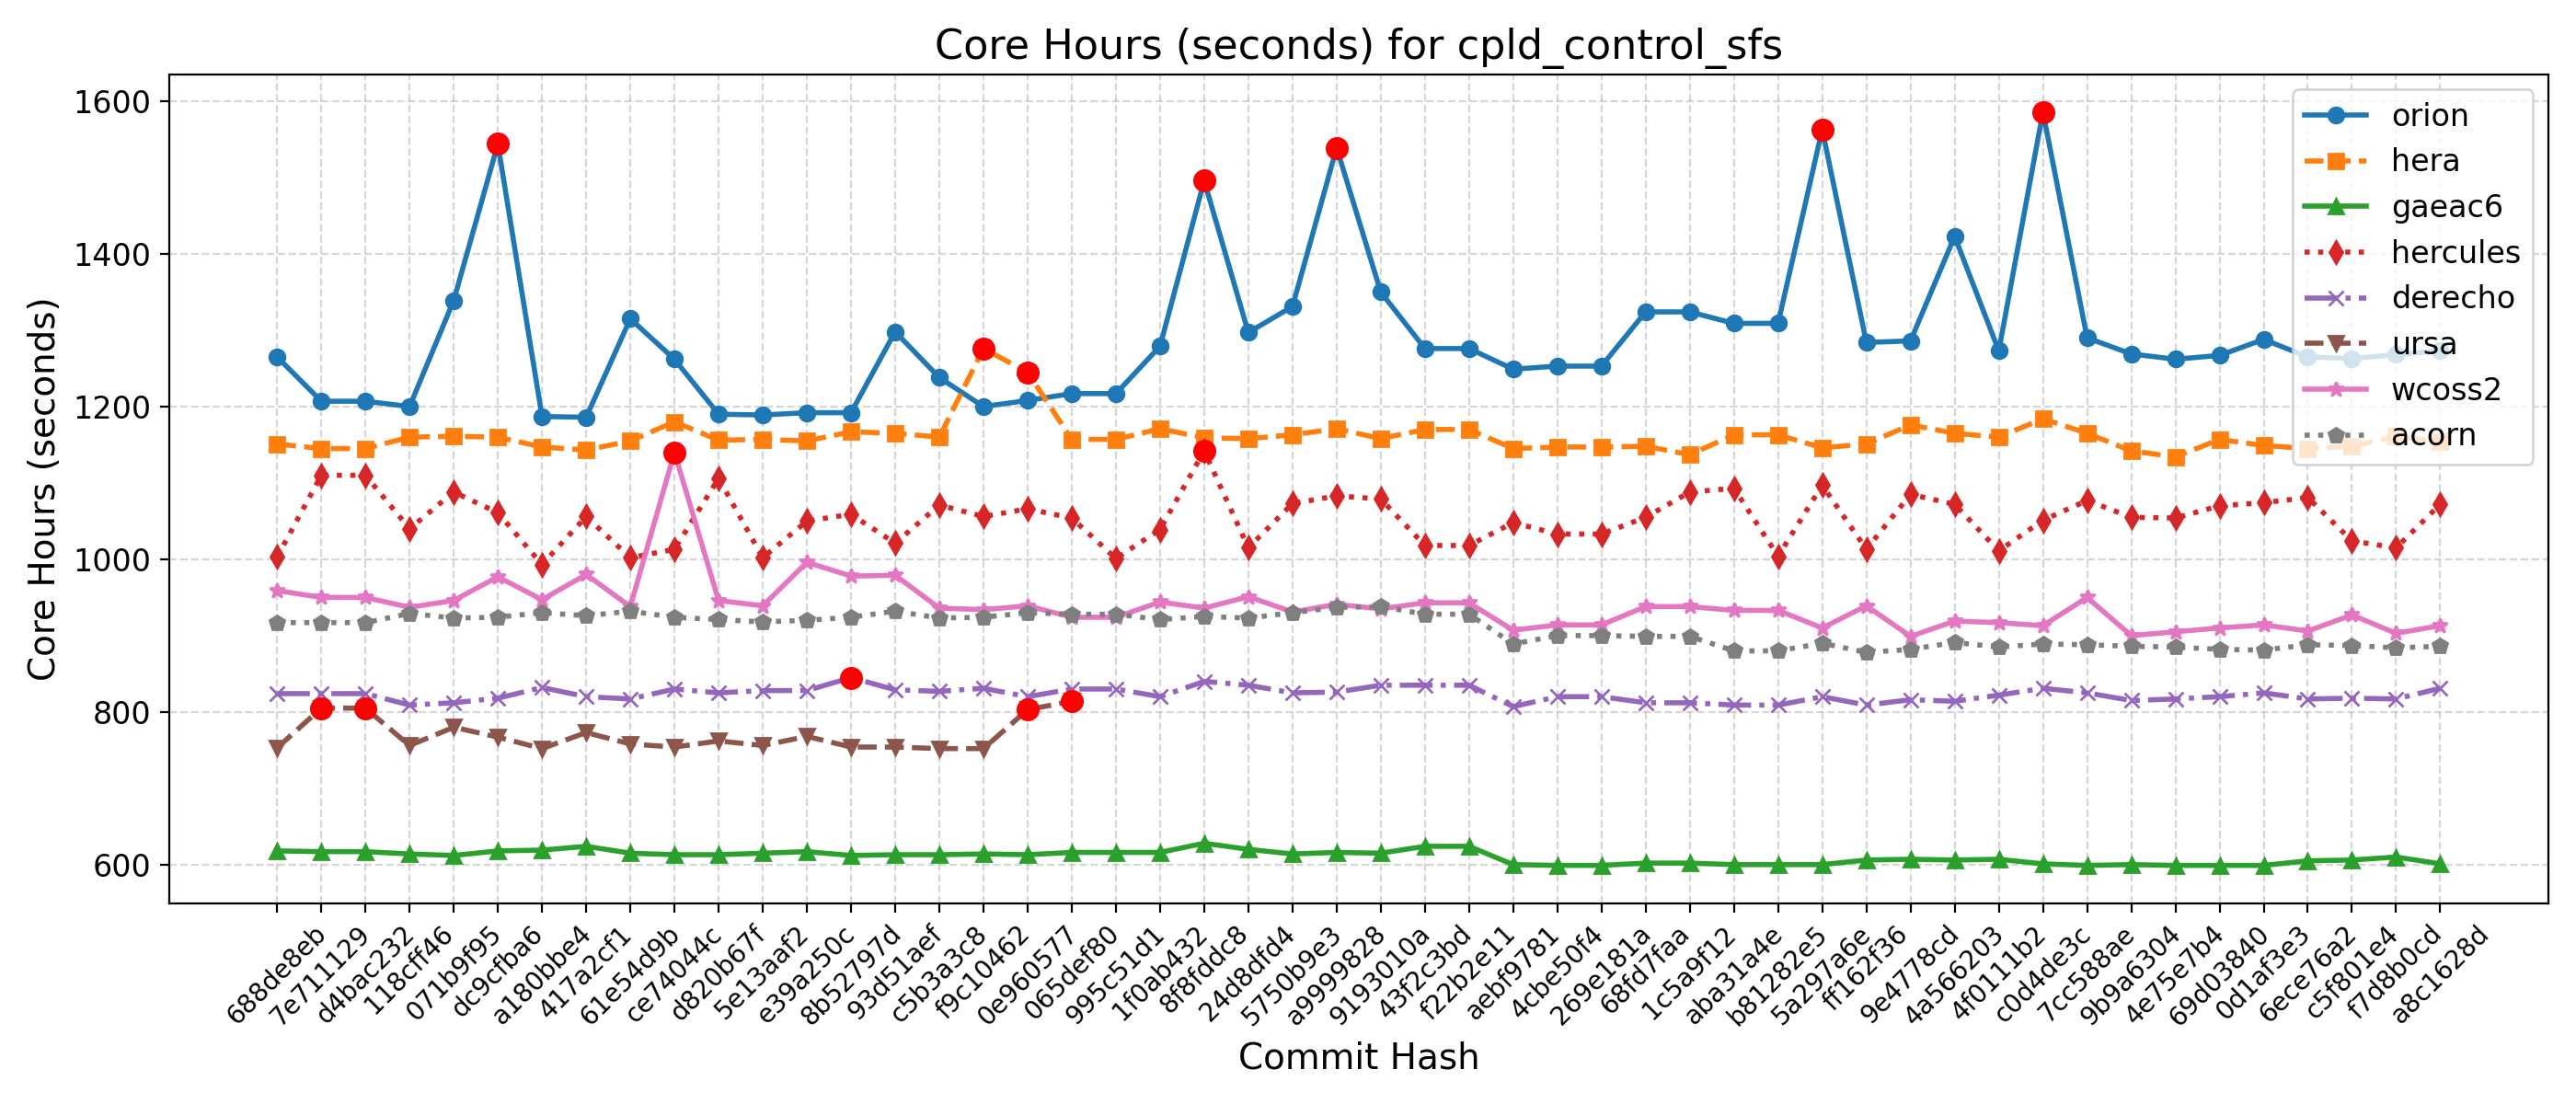 Core Hours (seconds) for cpld_control_sfs
Core Hours (seconds)
1600
1400
1200
1000
800
600
orion
hera
gaeac6
hercules
derecho
ursa
wcoss2
acorn
688de8eb
7e711129
d4bac232
118cff46
071b9f95
dc9cfba6
a180bbe4
417a2cf1
61e54d9b
ce74044c
d820b67f
5e13aaf2
e39a250c
8b52797d
93d51aef
c5b3a3c8
f9c10462
0e960577
065def80
995c51d1
1f0ab432
8f8fddc8
24d8dfd4
5750b9e3
a9999828
9193010a
43f2c3bd
f22b2e11
aebf9781
4cbe50f4
269e181a
68fd7faa
1c5a9f12
aba31a4e
b81282e5
5a297a6e
ff162f36
9e4778cd
4a566203
4f0111b2
c0d4de3c
7cc588ae
9b9a6304
4e75e7b4
69d03840
0d1af3e3
6ece76a2
c5f801e4
f7d8b0cd
a8c1628d
Commit Hash